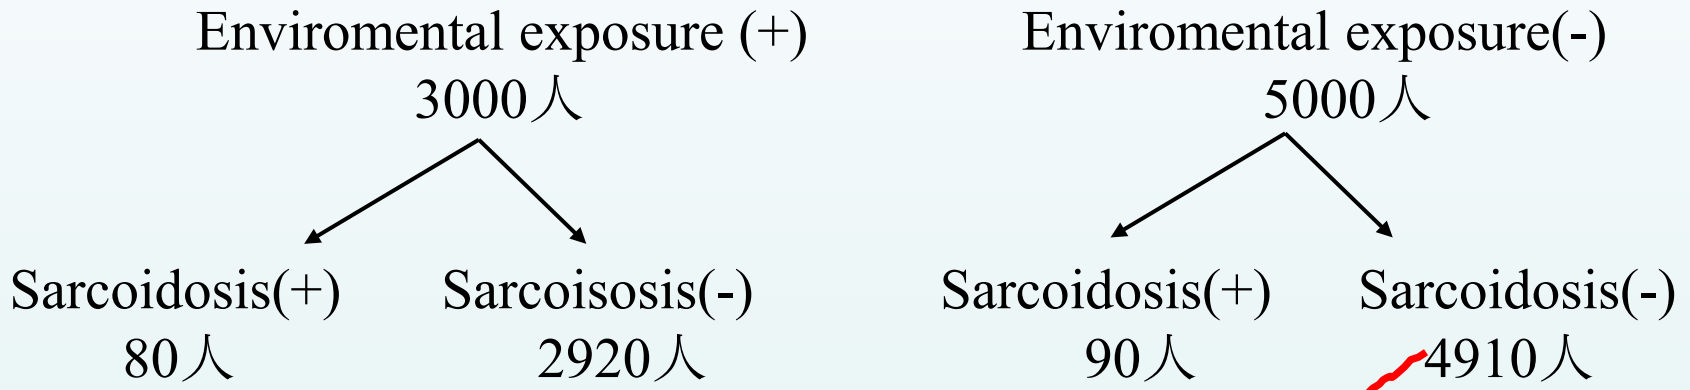 Enviromental exposure (+)
3000人
Enviromental exposure(-)
5000人
Sarcoidosis(+)
80人
Sarcoisosis(-)
2920人
Sarcoidosis(+)
90人
Sarcoidosis(-)
4910人